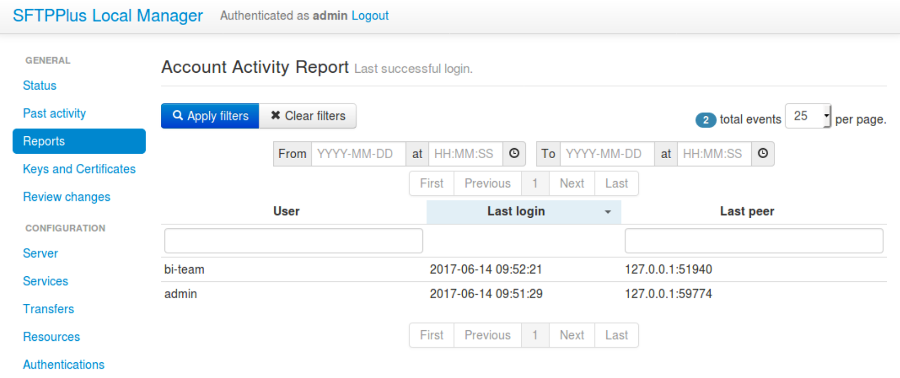 SFTPPlus Local Manager Authenticated as admin Logout
GENERAL
Status
Past activity
Reports
Keys and Certificates
Review changes
CONFIGURATION
Server
Services
Transfers
Resources
Authentications
Account Activity Report Last successful login.
Apply filters Clear filters 2 total events 25 per page.
From YYYY-MM-DD at HH:MM:SS To YYYY-MM-DD at HH:MM:SS
First Previous 1 Next Last
User Last login Last peer
bi-team 2017-06-14 09:52:21 127.0.0.1:51940
admin 2017-06-14 09:51:29 127.0.0.1:59774
First Previous 1 Next Last